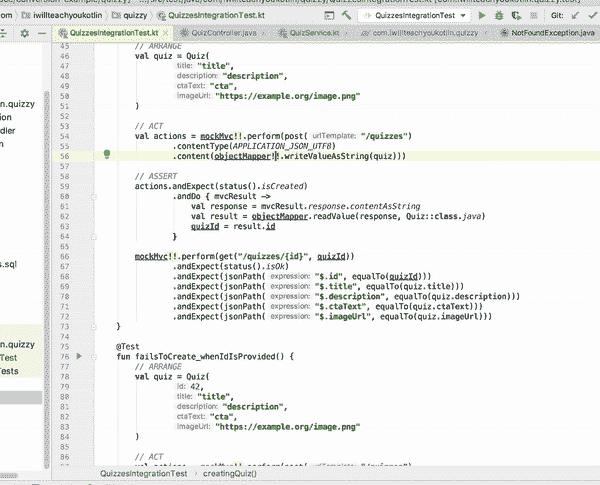 om
quizzy
QuizzesIntegrationTest.kt
QuizzesIntegrationTest
Git:
QuizzesIntegrationTest.kt
QuizController.java
QuizService.kt
com.iwillteachyoukotlin.quizzy
NotFoundException.java
n.quizzy
tion
dler
n
s.sql
n.quizzy
Test
Tests
45 // ARRANGE
46 val quiz = Quiz(
47 title: "title",
48 description: "description",
49 ctaText: "cta",
50 imageUrl: "https://example.org/image.png"
51 )
52
53 // ACT
54 val actions = mockMvc!!.perform(post( urlTemplate: "/quizzes")
55 .contentType(APPLICATION_JSON_UTF8)
56 .content(objectMapper!!.writeValueAsString(quiz)))
57
58 // ASSERT
59 actions.andExpect(status().isCreated)
60 .andDo { mvcResult ->
61 val response = mvcResult.response.contentAsString
62 val result = objectMapper.readValue(response, Quiz::class.java)
63 quizId = result.id
64 }
65
66 mockMvc!!.perform(get("/quizzes/{id}", quizId))
67 .andExpect(status().isOk)
68 .andExpect(jsonPath( expression: "$.id", equalTo(quizId)))
69 .andExpect(jsonPath( expression: "$.title", equalTo(quiz.title)))
70 .andExpect(jsonPath( expression: "$.description", equalTo(quiz.description)))
71 .andExpect(jsonPath( expression: "$.ctaText", equalTo(quiz.ctaText)))
72 .andExpect(jsonPath( expression: "$.imageUrl", equalTo(quiz.imageUrl)))
73 }
74
75 @Test
76 fun failsToCreate_whenIdIsProvided() {
77 // ARRANGE
78 val quiz = Quiz(
79 id: 42,
80 title: "title",
81 description: "description",
82 ctaText: "cta",
83 imageUrl: "https://example.org/image.png"
84 )
85
86 // ACT
QuizzesIntegrationTest
creatingQuiz()